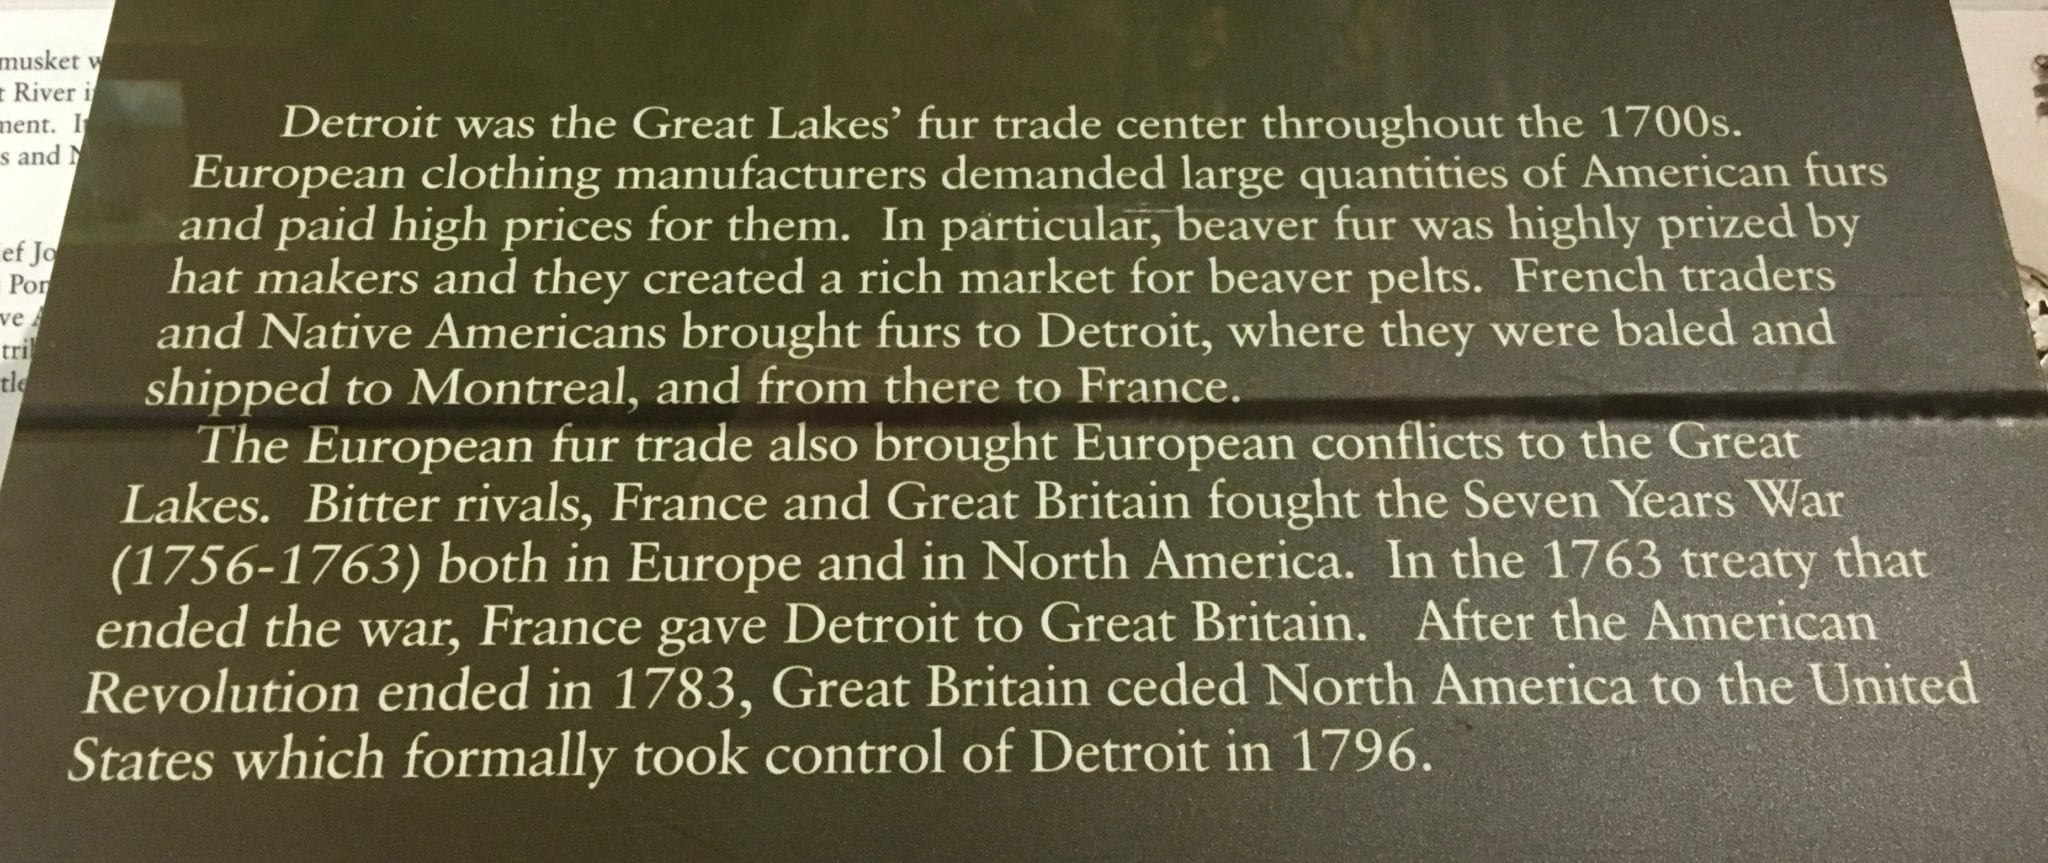 musket
River
Detroit was the Great Lakes’ fur trade center throughout the 1700s.
European clothing manufacturers demanded large quantities of American furs
and paid high prices for them. In particular, beaver fur was highly prized by
hat makers and they created a rich market for beaver pelts. French traders
and Native Americans brought furs to Detroit, where they were baled and
shipped to Montreal, and from there to France.
The European fur trade also brought European conflicts to the Great
Lakes. Bitter rivals, France and Great Britain fought the Seven Years War
(1756-1763) both in Europe and in North America. In the 1763 treaty that
ended the war, France gave Detroit to Great Britain. After the American
Revolution ended in 1783, Great Britain ceded North America to the United
States which formally took control of Detroit in 1796.